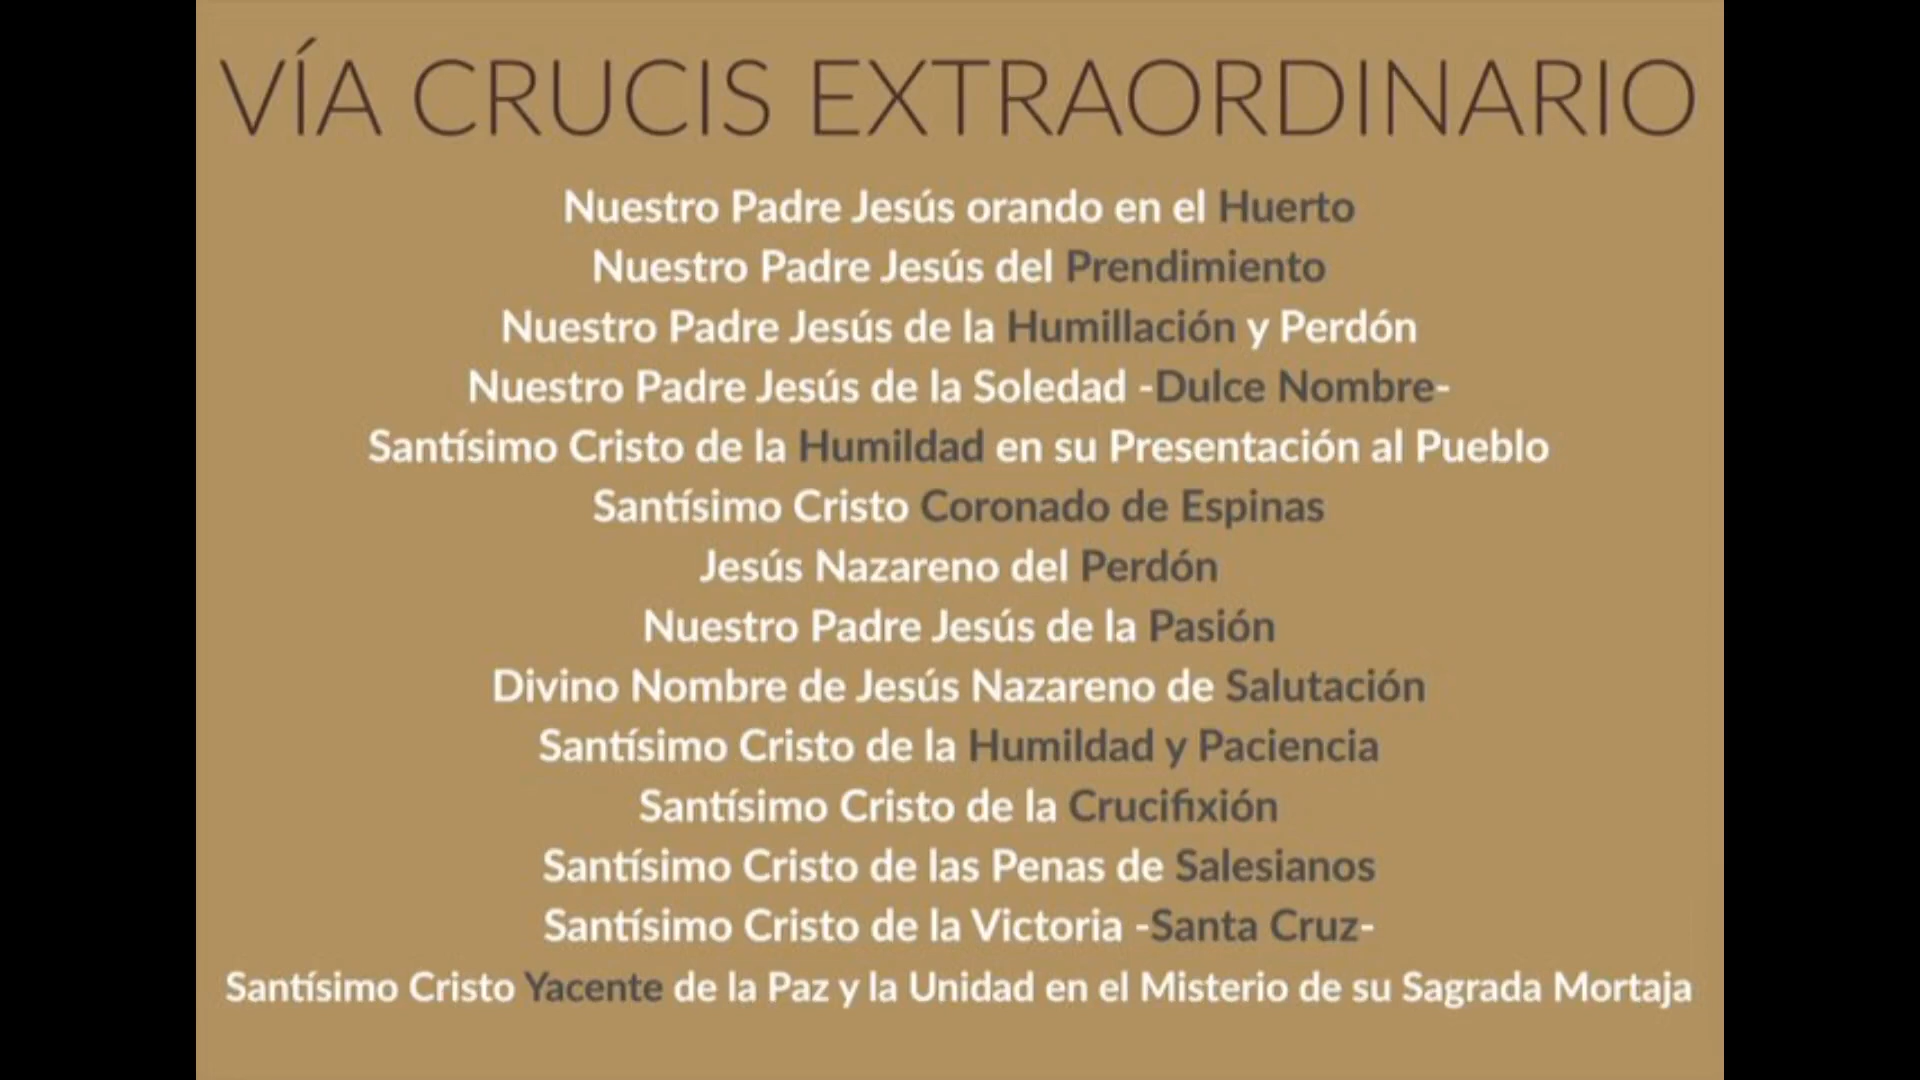 VÍA CRUCIS EXTRAORDINARIO
Nuestro Padre Jesús orando en el Huerto
Nuestro Padre Jesús del Prendimiento
Nuestro Padre Jesús de la Humillación y Perdón
Nuestro Padre Jesús de la Soledad -Dulce Nombre-
Santísimo Cristo de la Humildad en su Presentación al Pueblo
Santísimo Cristo Coronado de Espinas
Jesús Nazareno del Perdón
Nuestro Padre Jesús de la Pasión
Divino Nombre de Jesús Nazareno de Salutación
Santísimo Cristo de la Humildad y Paciencia
Santísimo Cristo de la Crucifixión
Santísimo Cristo de las Penas de Salesianos
Santísimo Cristo de la Victoria -Santa Cruz-
Santísimo Cristo Yacente de la Paz y la Unidad en el Misterio de su Sagrada Mortaja